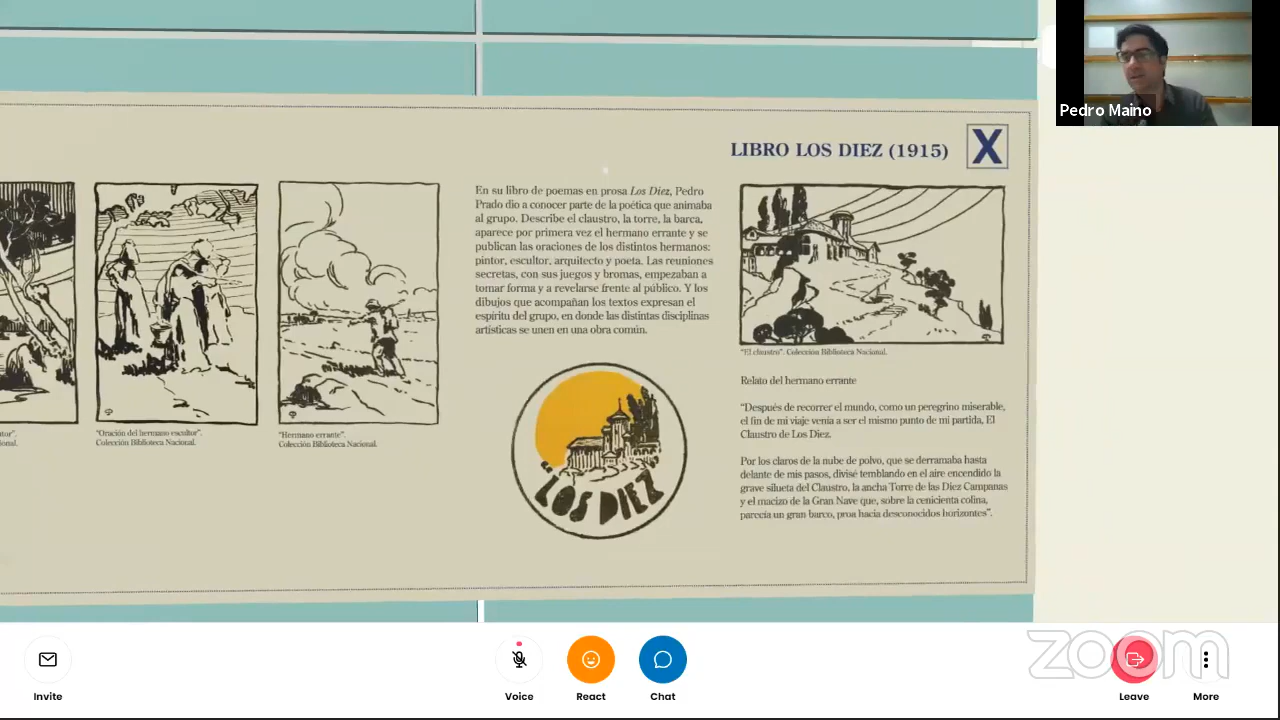 Pedro Maino
LIBRO LOS DIEZ (1915)
X
En su libro de poemas en prosa Los Diez, Pedro
Prado dio a conocer parte de la poética que animaba
al grupo. Describe el claustro, la torre, la barca,
aparece por primera vez el hermano errante y se
publican las oraciones de los distintos hermanos:
pintor, escultor, arquitecto y poeta. Las reuniones
secretas, con sus juegos y bromas, empezaban a
tomar forma y a revelarse frente al público. Y los
dibujos que acompañan los textos expresan el
espíritu del grupo, en donde las distintas disciplinas
artísticas se unen en una obra común.
"El claustro". Colección Biblioteca Nacional.
Relato del hermano errante
"Después de recorrer el mundo, como un peregrino miserable,
el fin de mi viaje venía a ser el mismo punto de mi partida, El
Claustro de Los Diez.
Por los claros de la nube de polvo, que se derramaba hasta
delante de mis pasos, divisé temblando en el aire encendido la
grave silueta del Claustro, la ancha Torre de las Diez Campanas
y el macizo de la Gran Nave que, sobre la cenicienta colina,
parecía un gran barco, proa hacia desconocidos horizontes".
"Oración del hermano escultor".
Colección Biblioteca Nacional.
"Hermano errante".
Colección Biblioteca Nacional.
LOS DIEZ
zoom
Invite
Voice
React
Chat
Leave
More